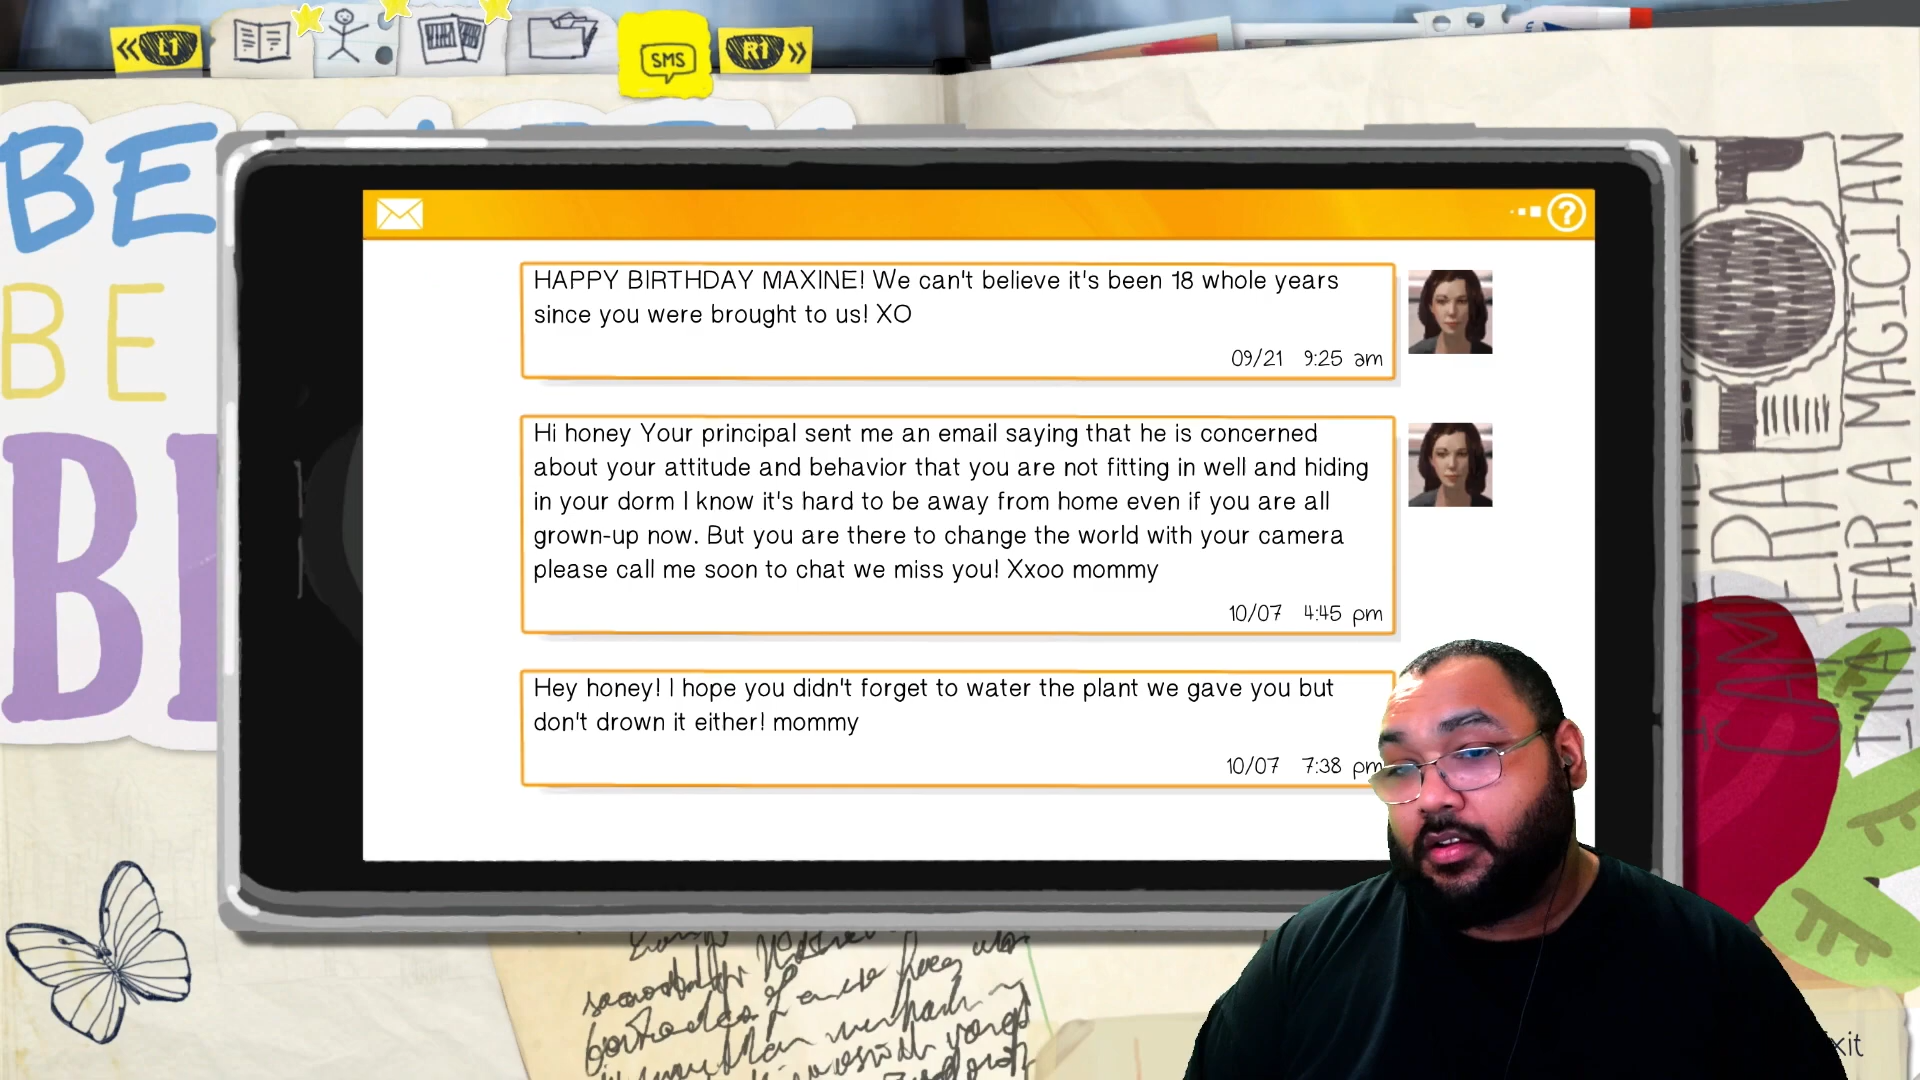 L1
SMS
R1
BE
BE
HAPPY BIRTHDAY MAXINE! We can't believe it's been 18 whole years
since you were brought to us! XO
09/21 9:25 am
Hi honey Your principal sent me an email saying that he is concerned
about your attitude and behavior that you are not fitting in well and hiding
in your dorm I know it's hard to be away from home even if you are all
grown-up now. But you are there to change the world with your camera
please call me soon to chat we miss you! Xxoo mommy
10/07 4:45 pm
Hey honey! I hope you didn't forget to water the plant we gave you but
don't drown it either! mommy
10/07 7:38 pm
CAMERA
LIAR, A MAGICIAN